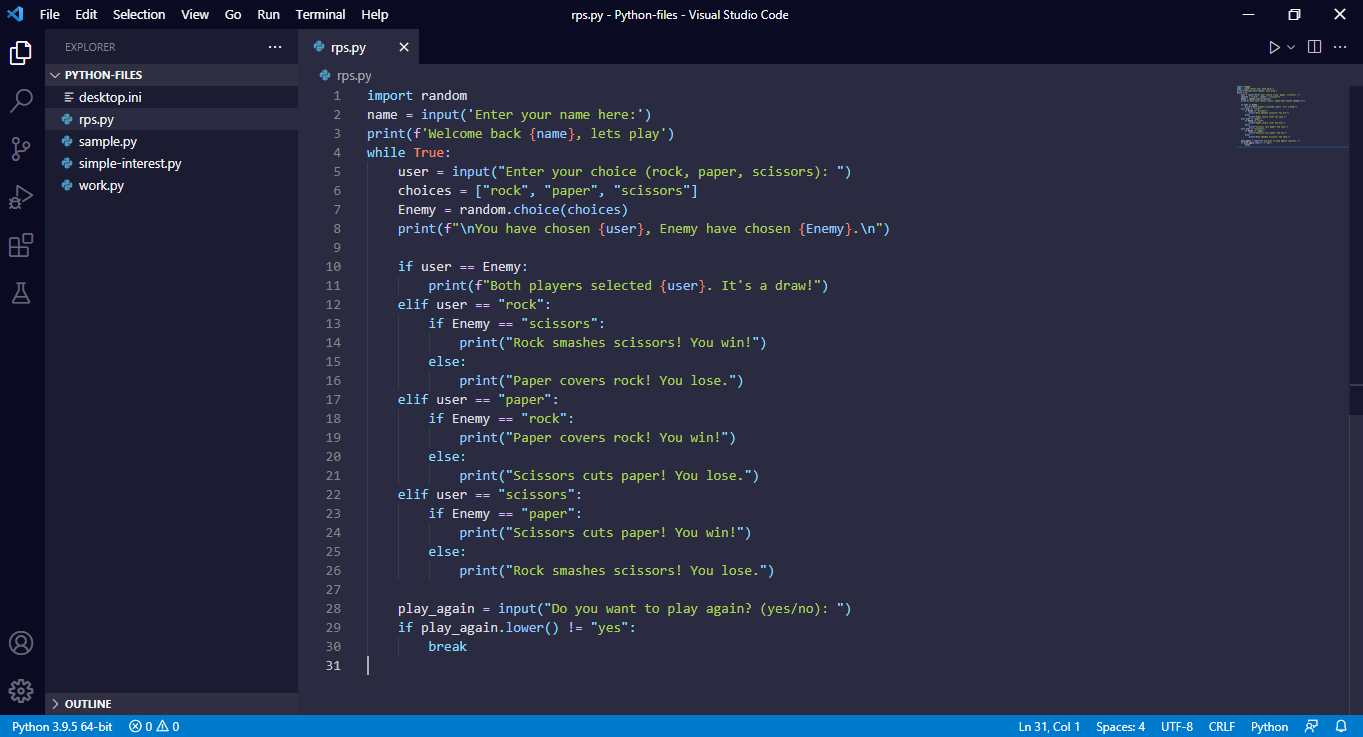 File Edit Selection View Go Run Terminal Help rps.py - Python-files - Visual Studio Code
EXPLORER
PYTHON-FILES
desktop.ini
rps.py
sample.py
simple-interest.py
work.py
OUTLINE
rps.py
rps.py
1 import random
2 name = input('Enter your name here:')
3 print(f'Welcome back {name}, lets play')
4 while True:
5     user = input("Enter your choice (rock, paper, scissors): ")
6     choices = ["rock", "paper", "scissors"]
7     Enemy = random.choice(choices)
8     print(f"\nYou have chosen {user}, Enemy have chosen {Enemy}.\n")
9
10     if user == Enemy:
11         print(f"Both players selected {user}. It's a draw!")
12     elif user == "rock":
13         if Enemy == "scissors":
14             print("Rock smashes scissors! You win!")
15         else:
16             print("Paper covers rock! You lose.")
17     elif user == "paper":
18         if Enemy == "rock":
19             print("Paper covers rock! You win!")
20         else:
21             print("Scissors cuts paper! You lose.")
22     elif user == "scissors":
23         if Enemy == "paper":
24             print("Scissors cuts paper! You win!")
25         else:
26             print("Rock smashes scissors! You lose.")
27
28     play_again = input("Do you want to play again? (yes/no): ")
29     if play_again.lower() != "yes":
30         break
31
Python 3.9.5 64-bit 0 0 Ln 31, Col 1 Spaces: 4 UTF-8 CRLF Python